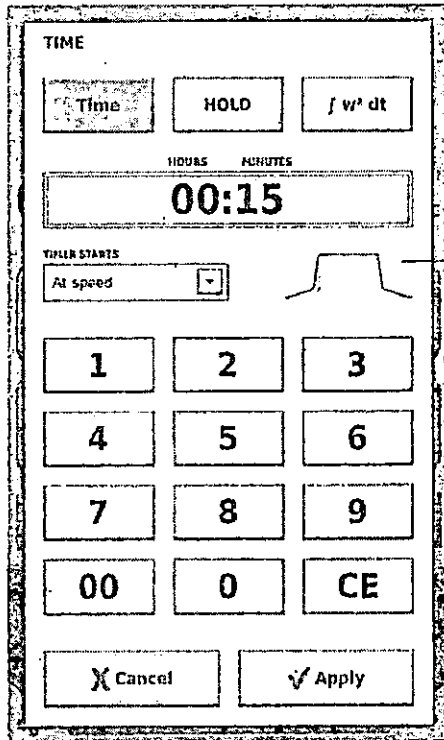 TIME
Time HOLD ∫ w² dt
HOURS MINUTES
00:15
TIMER STARTS
At speed
1 2 3
4 5 6
7 8 9
00 0 CE
Cancel Apply